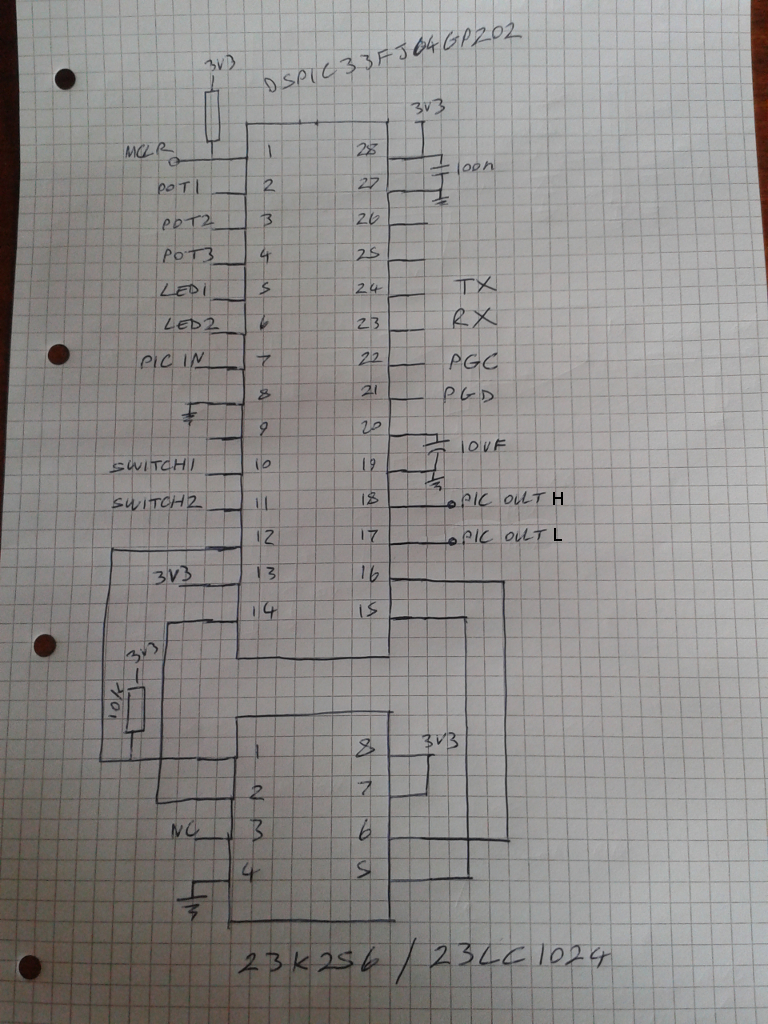 3V3
DSPIC33FJ64GP202
3V3
MCLR 1 28
100n
POT1 2 27
POT2 3 26
POT3 4 25
LED1 5 24 TX
LED2 6 23 RX
PIC IN 7 22 PGC
8 21 PGD
9 20
10UF
SWITCH1 10 19
SWITCH2 11 18 PIC OUT H
12 17 PIC OUT L
3V3 13 16
14 15
3V3
10K
1 8 3V3
2 7
NC 3 6
4 5
23K256 / 23LC1024